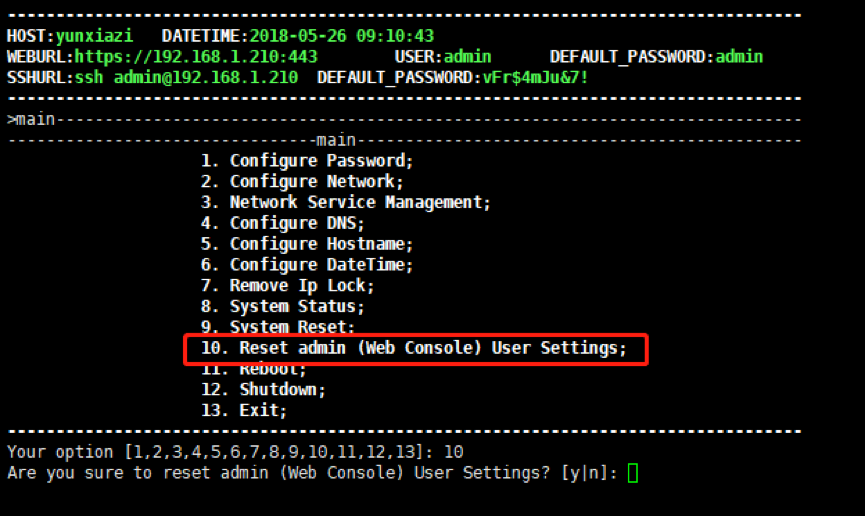 --------------------------------------------------------------------------------
HOST:yunxiazi   DATETIME:2018-05-26 09:10:43
WEBURL:https://192.168.1.210:443        USER:admin      DEFAULT_PASSWORD:admin
SSHURL:ssh admin@192.168.1.210  DEFAULT_PASSWORD:vFr$4mJu&7!
--------------------------------------------------------------------------------
>main---------------------------------------------------------------------------
--------------------------------main--------------------------------------------
1. Configure Password;
2. Configure Network;
3. Network Service Management;
4. Configure DNS;
5. Configure Hostname;
6. Configure DateTime;
7. Remove Ip Lock;
8. System Status;
9. System Reset;
10. Reset admin (Web Console) User Settings;
11. Reboot;
12. Shutdown;
13. Exit;
--------------------------------------------------------------------------------
Your option [1,2,3,4,5,6,7,8,9,10,11,12,13]: 10
Are you sure to reset admin (Web Console) User Settings? [y|n]: